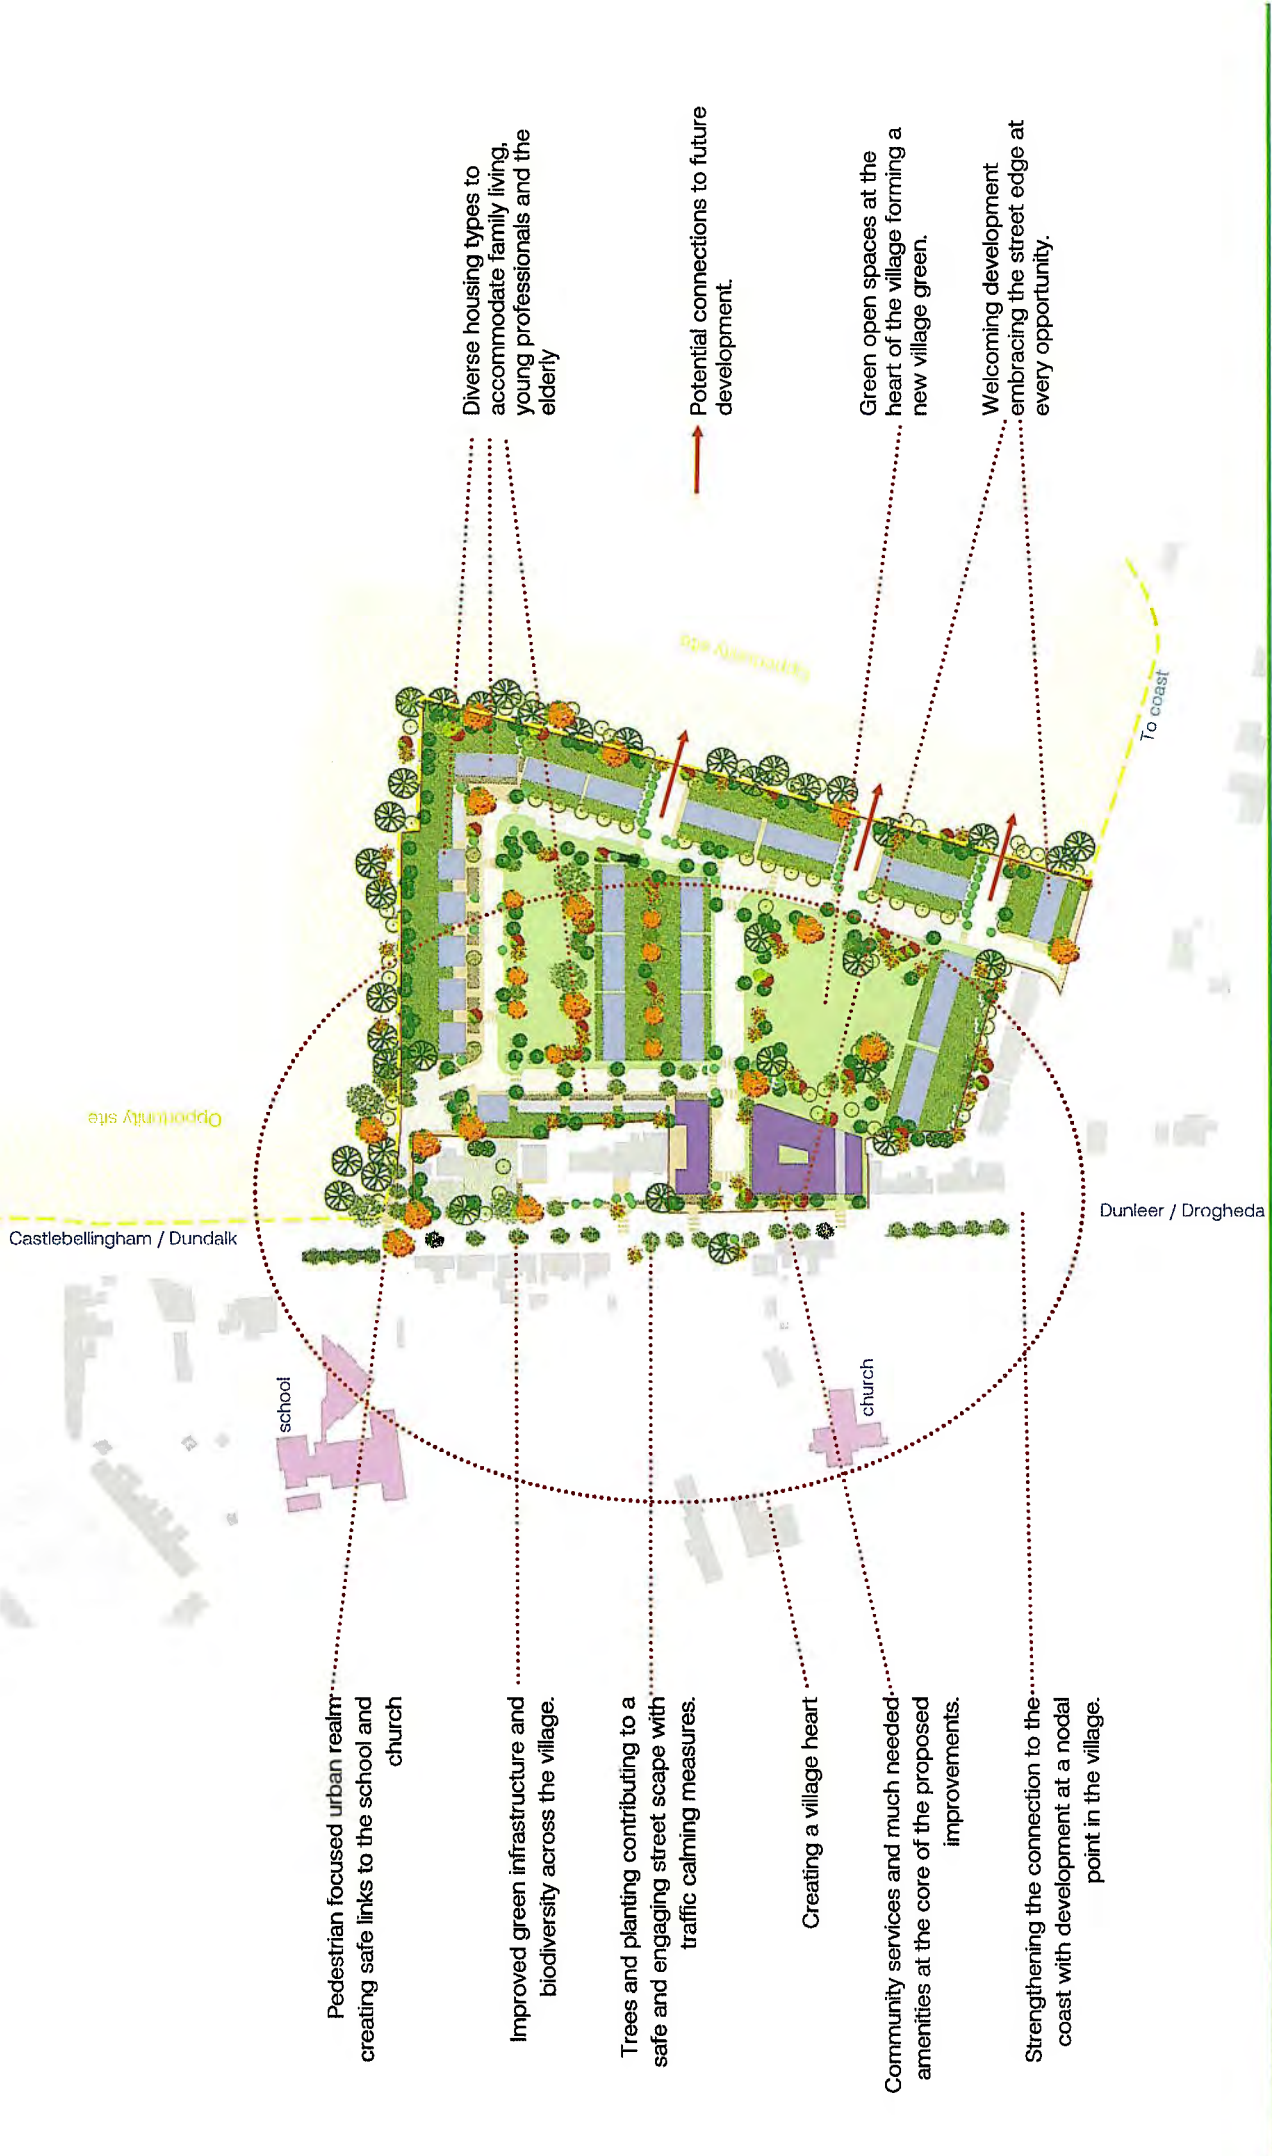 Pedestrian focused urban realm
creating safe links to the school and
church
Improved green infrastructure and
biodiversity across the village.
Trees and planting contributing to a
safe and engaging street scape with
traffic calming measures.
Creating a village heart
Community services and much needed
amenities at the core of the proposed
improvements.
Strengthening the connection to the
coast with development at a nodal
point in the village.
school
church
Castlebellingham / Dundalk
Dunleer / Drogheda
Opportunity site
Opportunity site
To coast
Diverse housing types to
accommodate family living,
young professionals and the
elderly
Potential connections to future
development.
Green open spaces at the
heart of the village forming a
new village green.
Welcoming development
embracing the street edge at
every opportunity.